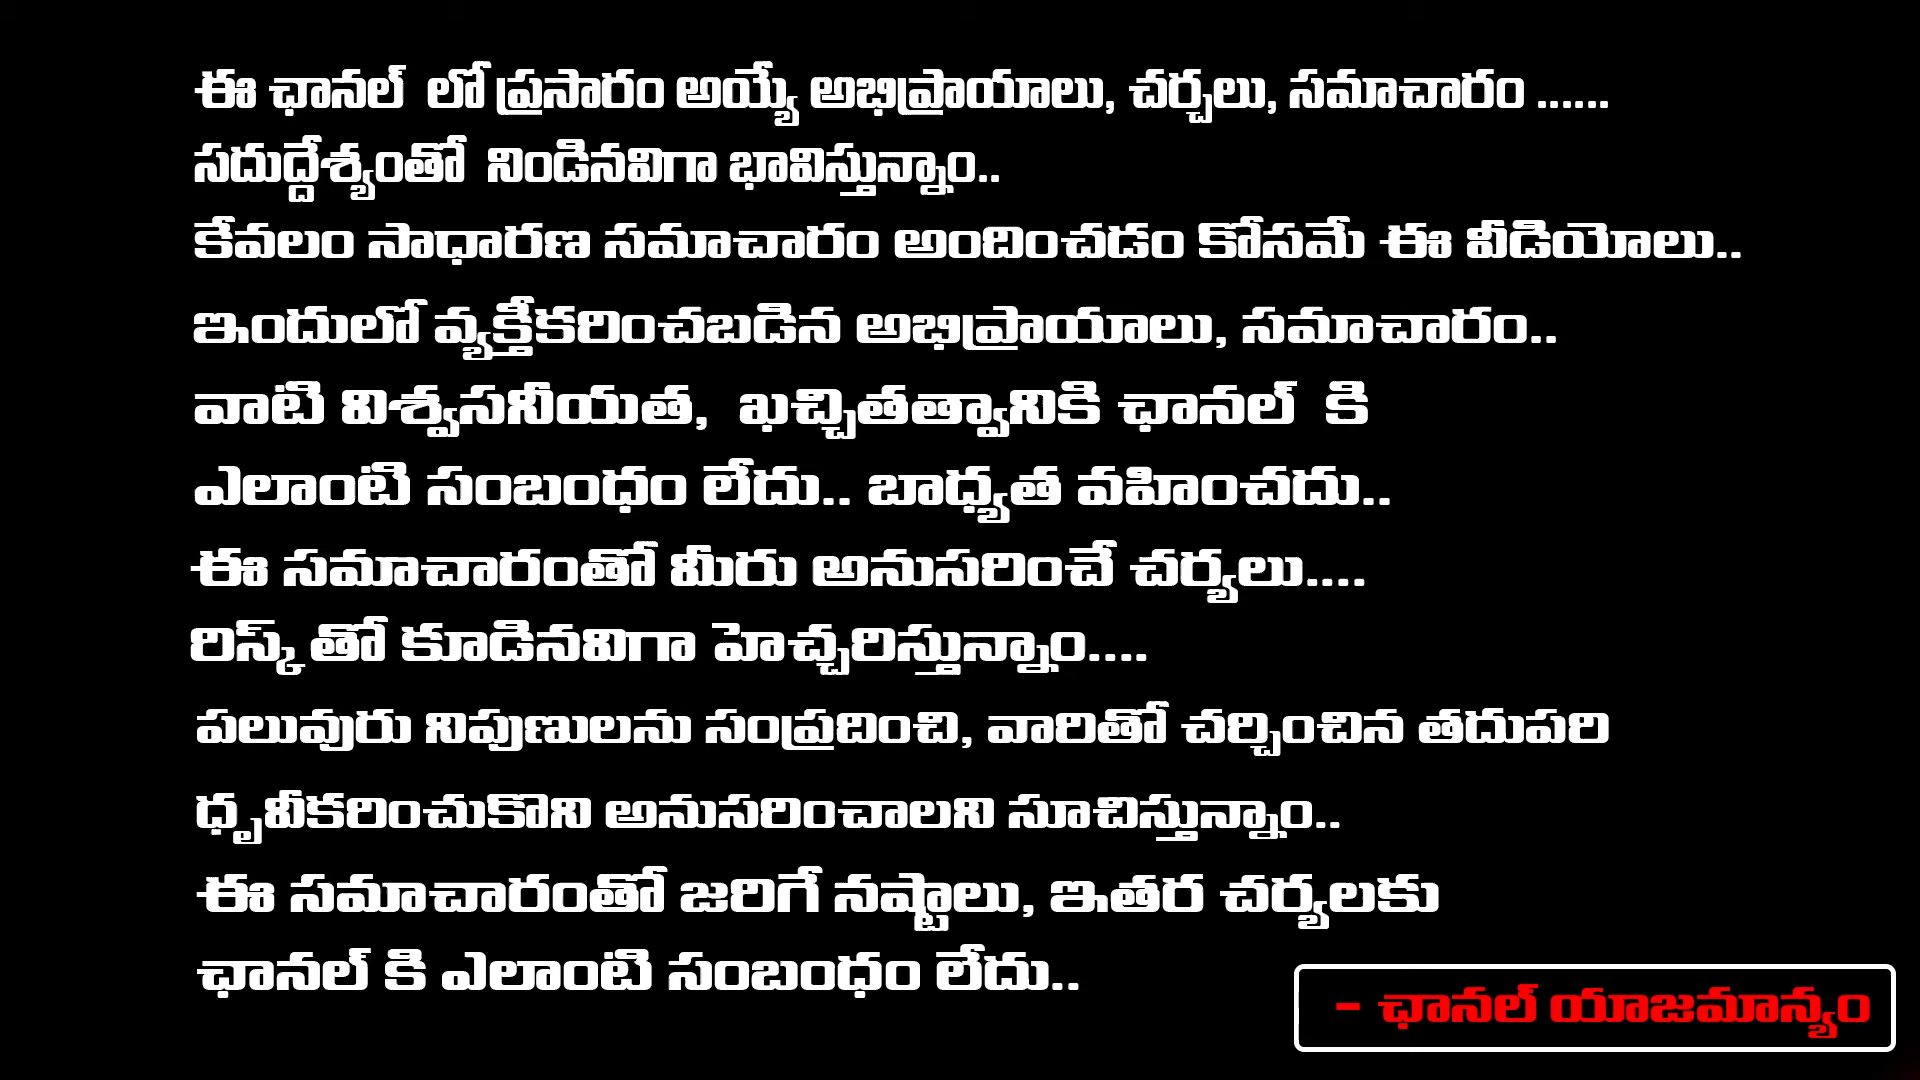 ఈ ఛానల్ లో ప్రసారం అయ్యే అభిప్రాయాలు, చర్చలు, సమాచారం ......
సదుద్దేశ్యంతో నిండినవిగా భావిస్తున్నాం..
కేవలం సాధారణ సమాచారం అందించడం కోసమే ఈ వీడియోలు..
ఇందులో వ్యక్తీకరించబడిన అభిప్రాయాలు, సమాచారం..
వాటి విశ్వసనీయత, ఖచ్చితత్వానికి ఛానల్ కి
ఎలాంటి సంబంధం లేదు.. బాధ్యత వహించదు..
ఈ సమాచారంతో మీరు అనుసరించే చర్యలు....
రిస్క్ తో కూడినవిగా హెచ్చరిస్తున్నాం....
పలువురు నిపుణులను సంప్రదించి, వారితో చర్చించిన తదుపరి
ధృవీకరించుకొని అనుసరించాలని సూచిస్తున్నాం..
ఈ సమాచారంతో జరిగే నష్టాలు, ఇతర చర్యలకు
ఛానల్ కి ఎలాంటి సంబంధం లేదు..
- ఛానల్ యాజమాన్యం